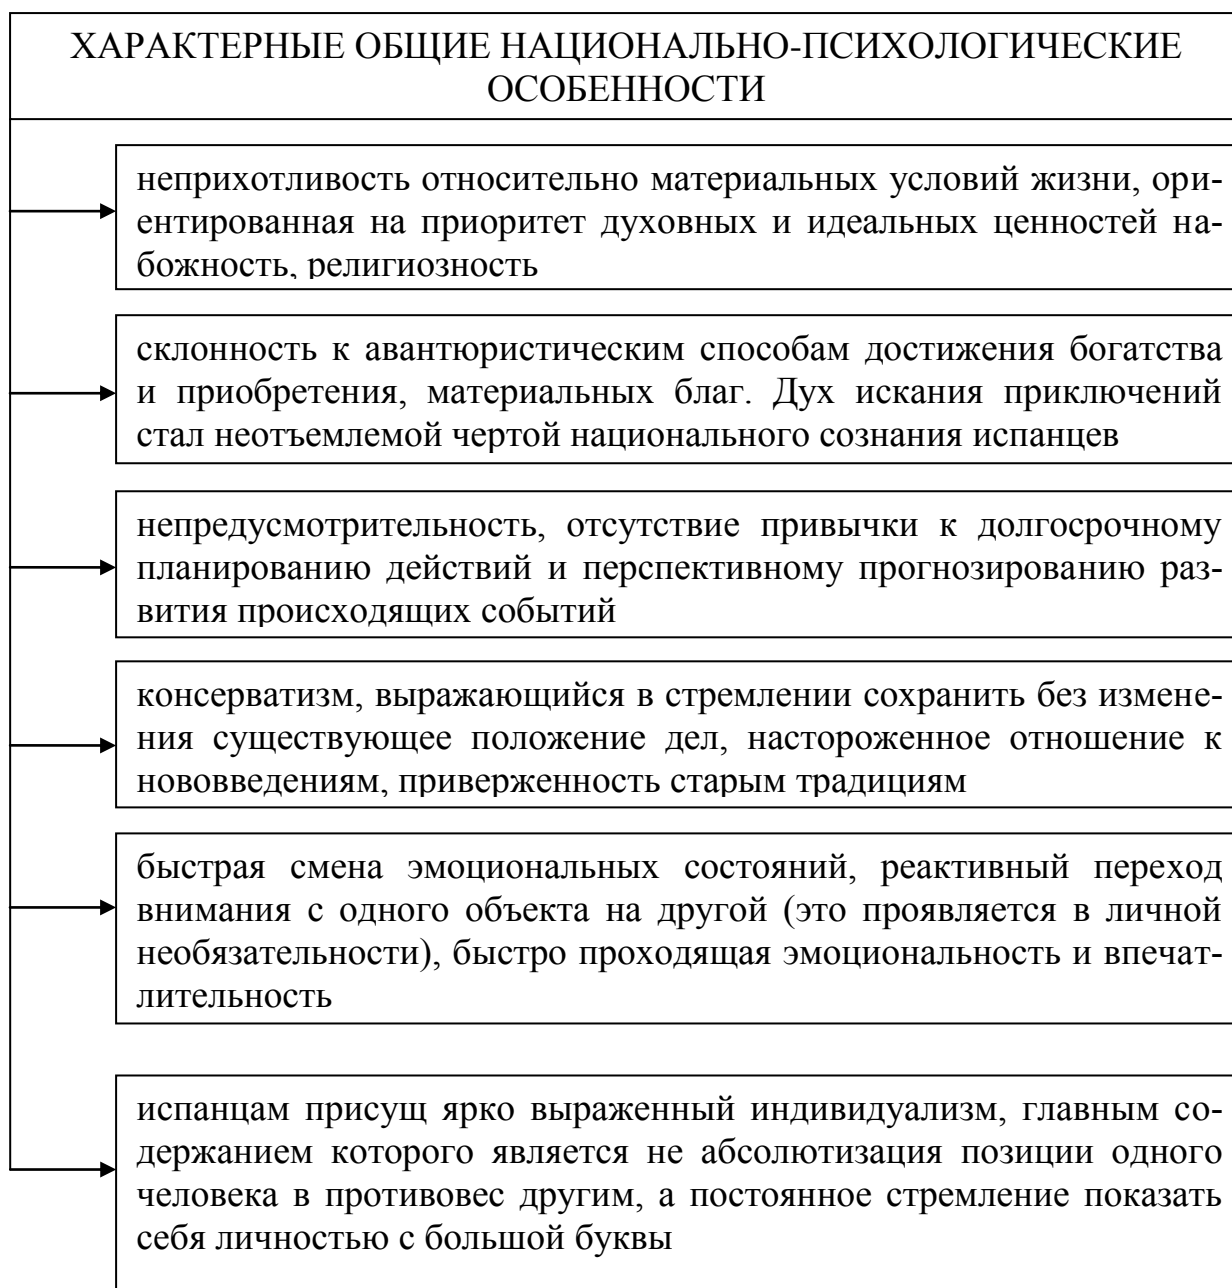 ХАРАКТЕРНЫЕ ОБЩИЕ НАЦИОНАЛЬНО-ПСИХОЛОГИЧЕСКИЕ
ОСОБЕННОСТИ
неприхотливость относительно материальных условий жизни, ори-
ентированная на приоритет духовных и идеальных ценностей на-
божность, религиозность
склонность к авантюристическим способам достижения богатства
и приобретения, материальных благ. Дух искания приключений
стал неотъемлемой чертой национального сознания испанцев
непредусмотрительность, отсутствие привычки к долгосрочному
планированию действий и перспективному прогнозированию раз-
вития происходящих событий
консерватизм, выражающийся в стремлении сохранить без измене-
ния существующее положение дел, настороженное отношение к
нововведениям, приверженность старым традициям
быстрая смена эмоциональных состояний, реактивный переход
внимания с одного объекта на другой (это проявляется в личной
необязательности), быстро проходящая эмоциональность и впечат-
лительность
испанцам присущ ярко выраженный индивидуализм, главным со-
держанием которого является не абсолютизация позиции одного
человека в противовес другим, а постоянное стремление показать
себя личностью с большой буквы